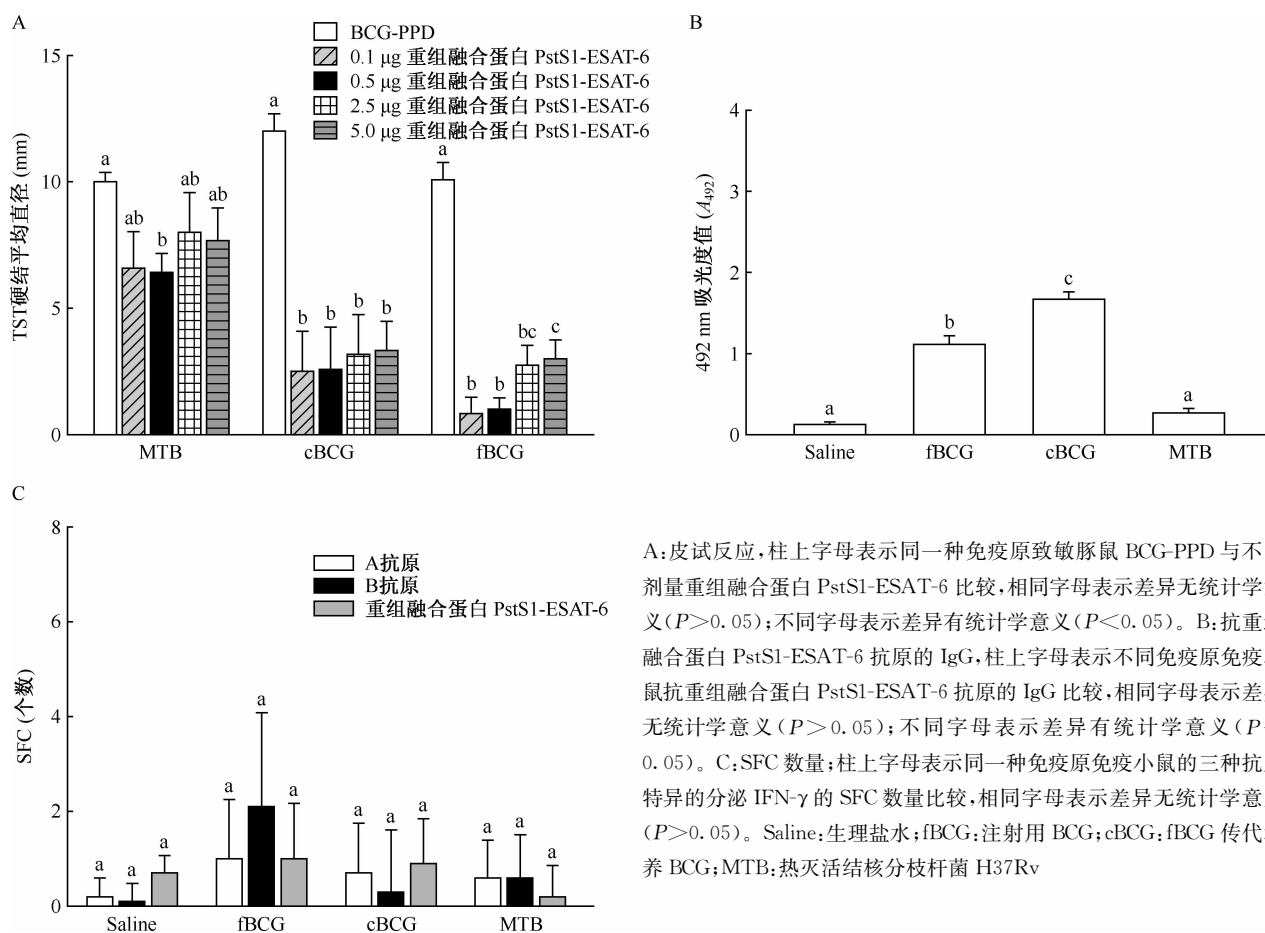 A
BCG-PPD
0.1 μg 重组融合蛋白 PstS1-ESAT-6
0.5 μg 重组融合蛋白 PstS1-ESAT-6
2.5 μg 重组融合蛋白 PstS1-ESAT-6
5.0 μg 重组融合蛋白 PstS1-ESAT-6
TST硬结平均直径 (mm)
15
10
5
0
a
ab
b
ab
ab
a
b
b
b
b
a
b
b
bc
c
MTB
cBCG
fBCG
B
492 nm 吸光度值 (A492)
4
3
2
1
0
a
b
c
a
Saline
fBCG
cBCG
MTB
C
A抗原
B抗原
重组融合蛋白 PstS1-ESAT-6
SFC (个数)
8
6
4
2
0
a
a
a
a
a
a
a
a
a
a
a
a
Saline
fBCG
cBCG
MTB
A:皮试反应,柱上字母表示同一种免疫原致敏豚鼠 BCG-PPD 与不
剂量重组融合蛋白 PstS1-ESAT-6 比较,相同字母表示差异无统计学
义(P>0.05);不同字母表示差异有统计学意义(P<0.05)。B:抗重
融合蛋白 PstS1-ESAT-6 抗原的 IgG,柱上字母表示不同免疫原免疫
鼠抗重组融合蛋白 PstS1-ESAT-6 抗原的 IgG 比较,相同字母表示差
无统计学意义(P>0.05);不同字母表示差异有统计学意义(P
0.05)。C:SFC 数量;柱上字母表示同一种免疫原免疫小鼠的三种抗
特异的分泌 IFN-γ 的 SFC 数量比较,相同字母表示差异无统计学意
(P>0.05)。Saline:生理盐水;fBCG:注射用 BCG;cBCG:fBCG 传代
养 BCG;MTB:热灭活结核分枝杆菌 H37Rv